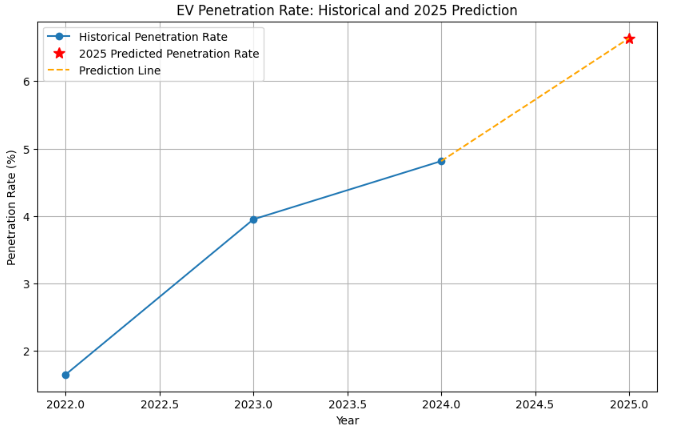 EV Penetration Rate: Historical and 2025 Prediction
Historical Penetration Rate
2025 Predicted Penetration Rate
Prediction Line
Penetration Rate (%)
6
5
4
3
2
2022.0 2022.5 2023.0 2023.5 2024.0 2024.5 2025.0
Year